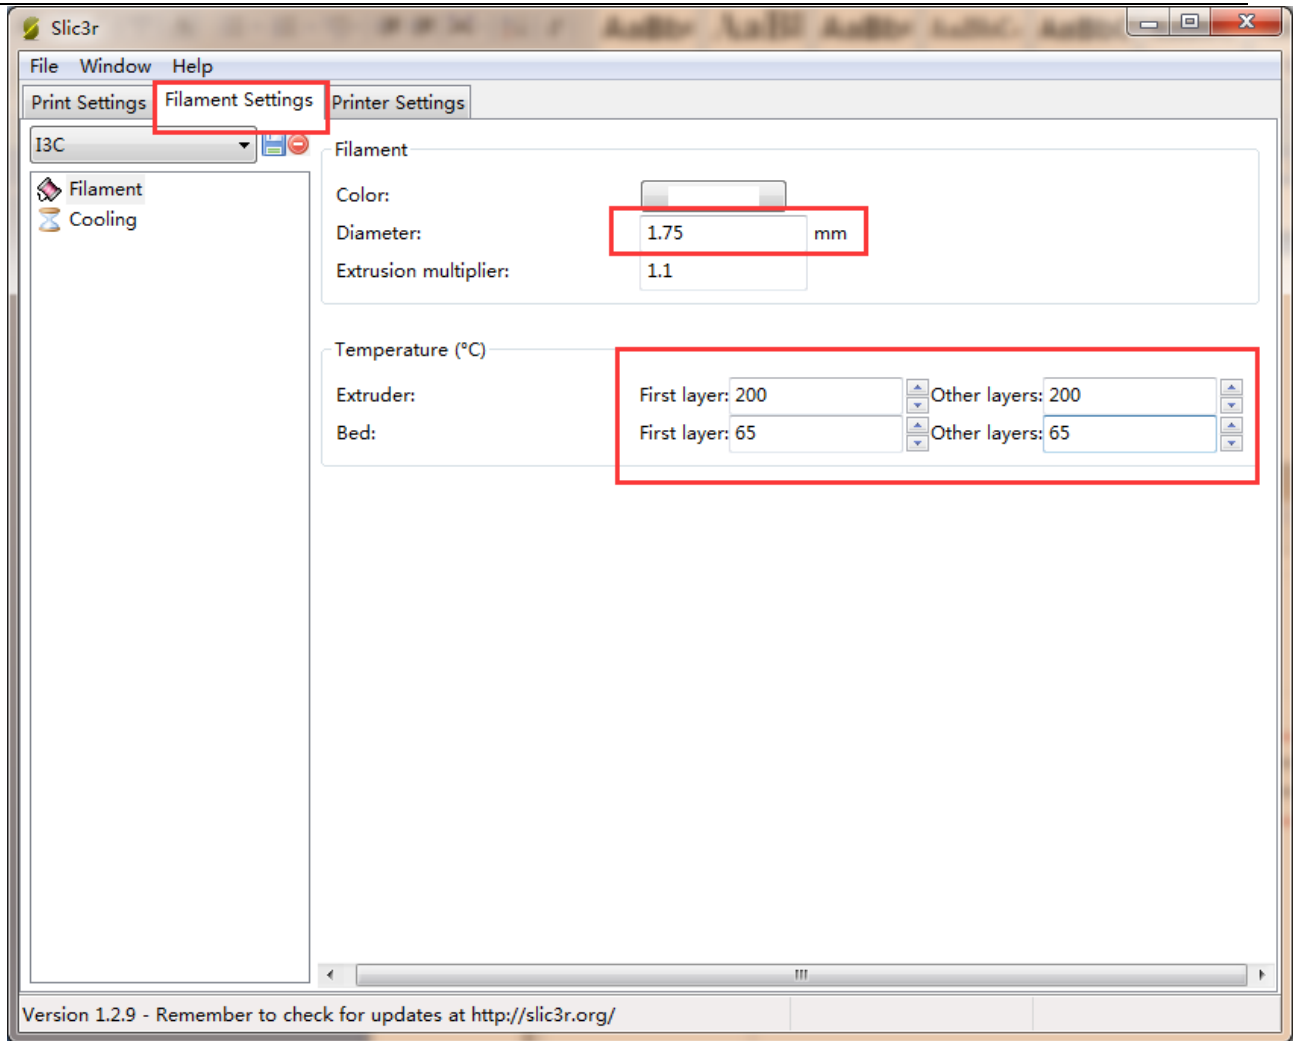 Slic3r
File Window Help
Print Settings Filament Settings Printer Settings
I3C
Filament
Cooling
Filament
Color:
Diameter: 1.75 mm
Extrusion multiplier: 1.1
Temperature (°C)
Extruder: First layer: 200 Other layers: 200
Bed: First layer: 65 Other layers: 65
Version 1.2.9 - Remember to check for updates at http://slic3r.org/